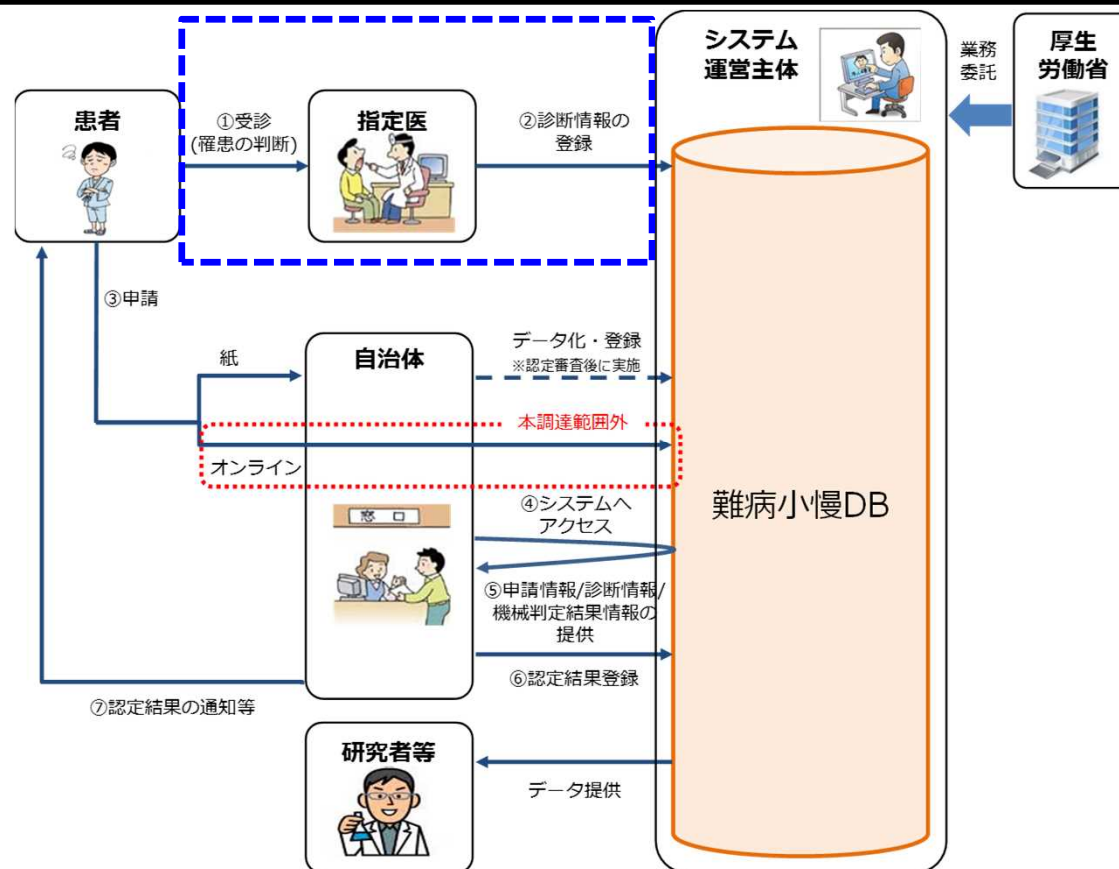 システム
運営主体
業務
委託
厚生
労働省
患者
①受診
(罹患の判断)
指定医
②診断情報の
登録
③申請
紙
自治体
データ化・登録
※認定審査後に実施
本調達範囲外
オンライン
窓口
④システムへ
アクセス
難病小慢DB
⑤申請情報/診断情報/
機械判定結果情報の
提供
⑥認定結果登録
⑦認定結果の通知等
研究者等
データ提供